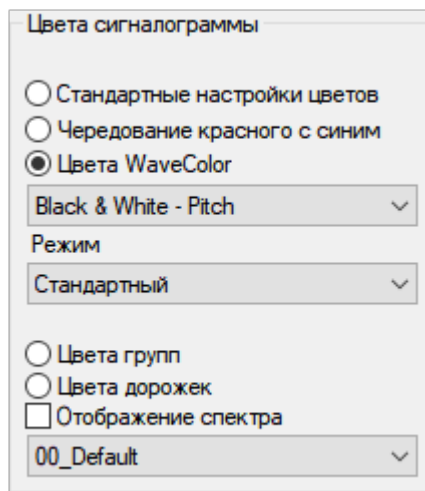 Цвета сигналограммы
Стандартные настройки цветов
Чередование красного с синим
Цвета WaveColor
Black & White - Pitch
Режим
Стандартный
Цвета групп
Цвета дорожек
Отображение спектра
00_Default